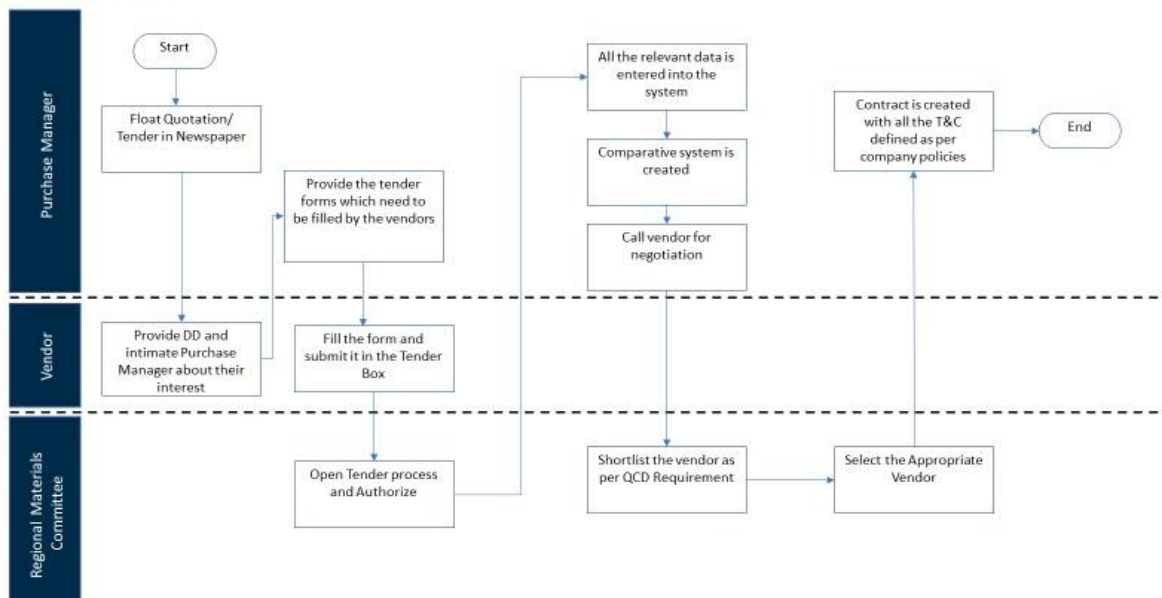 Purchase Manager
Start
Float Quotation/
Tender in Newspaper
Provide the tender
forms which need to
be filled by the vendors
All the relevant data is
entered into the
system
Comparative system is
created
Call vendor for
negotiation
Contract is created
with all the T&C
defined as per
company policies
End
Vendor
Provide DD and
intimate Purchase
Manager about their
interest
Fill the form and
submit it in the Tender
Box
Regional Materials
Committee
Open Tender process
and Authorize
Shortlist the vendor as
per QCD Requirement
Select the Appropriate
Vendor